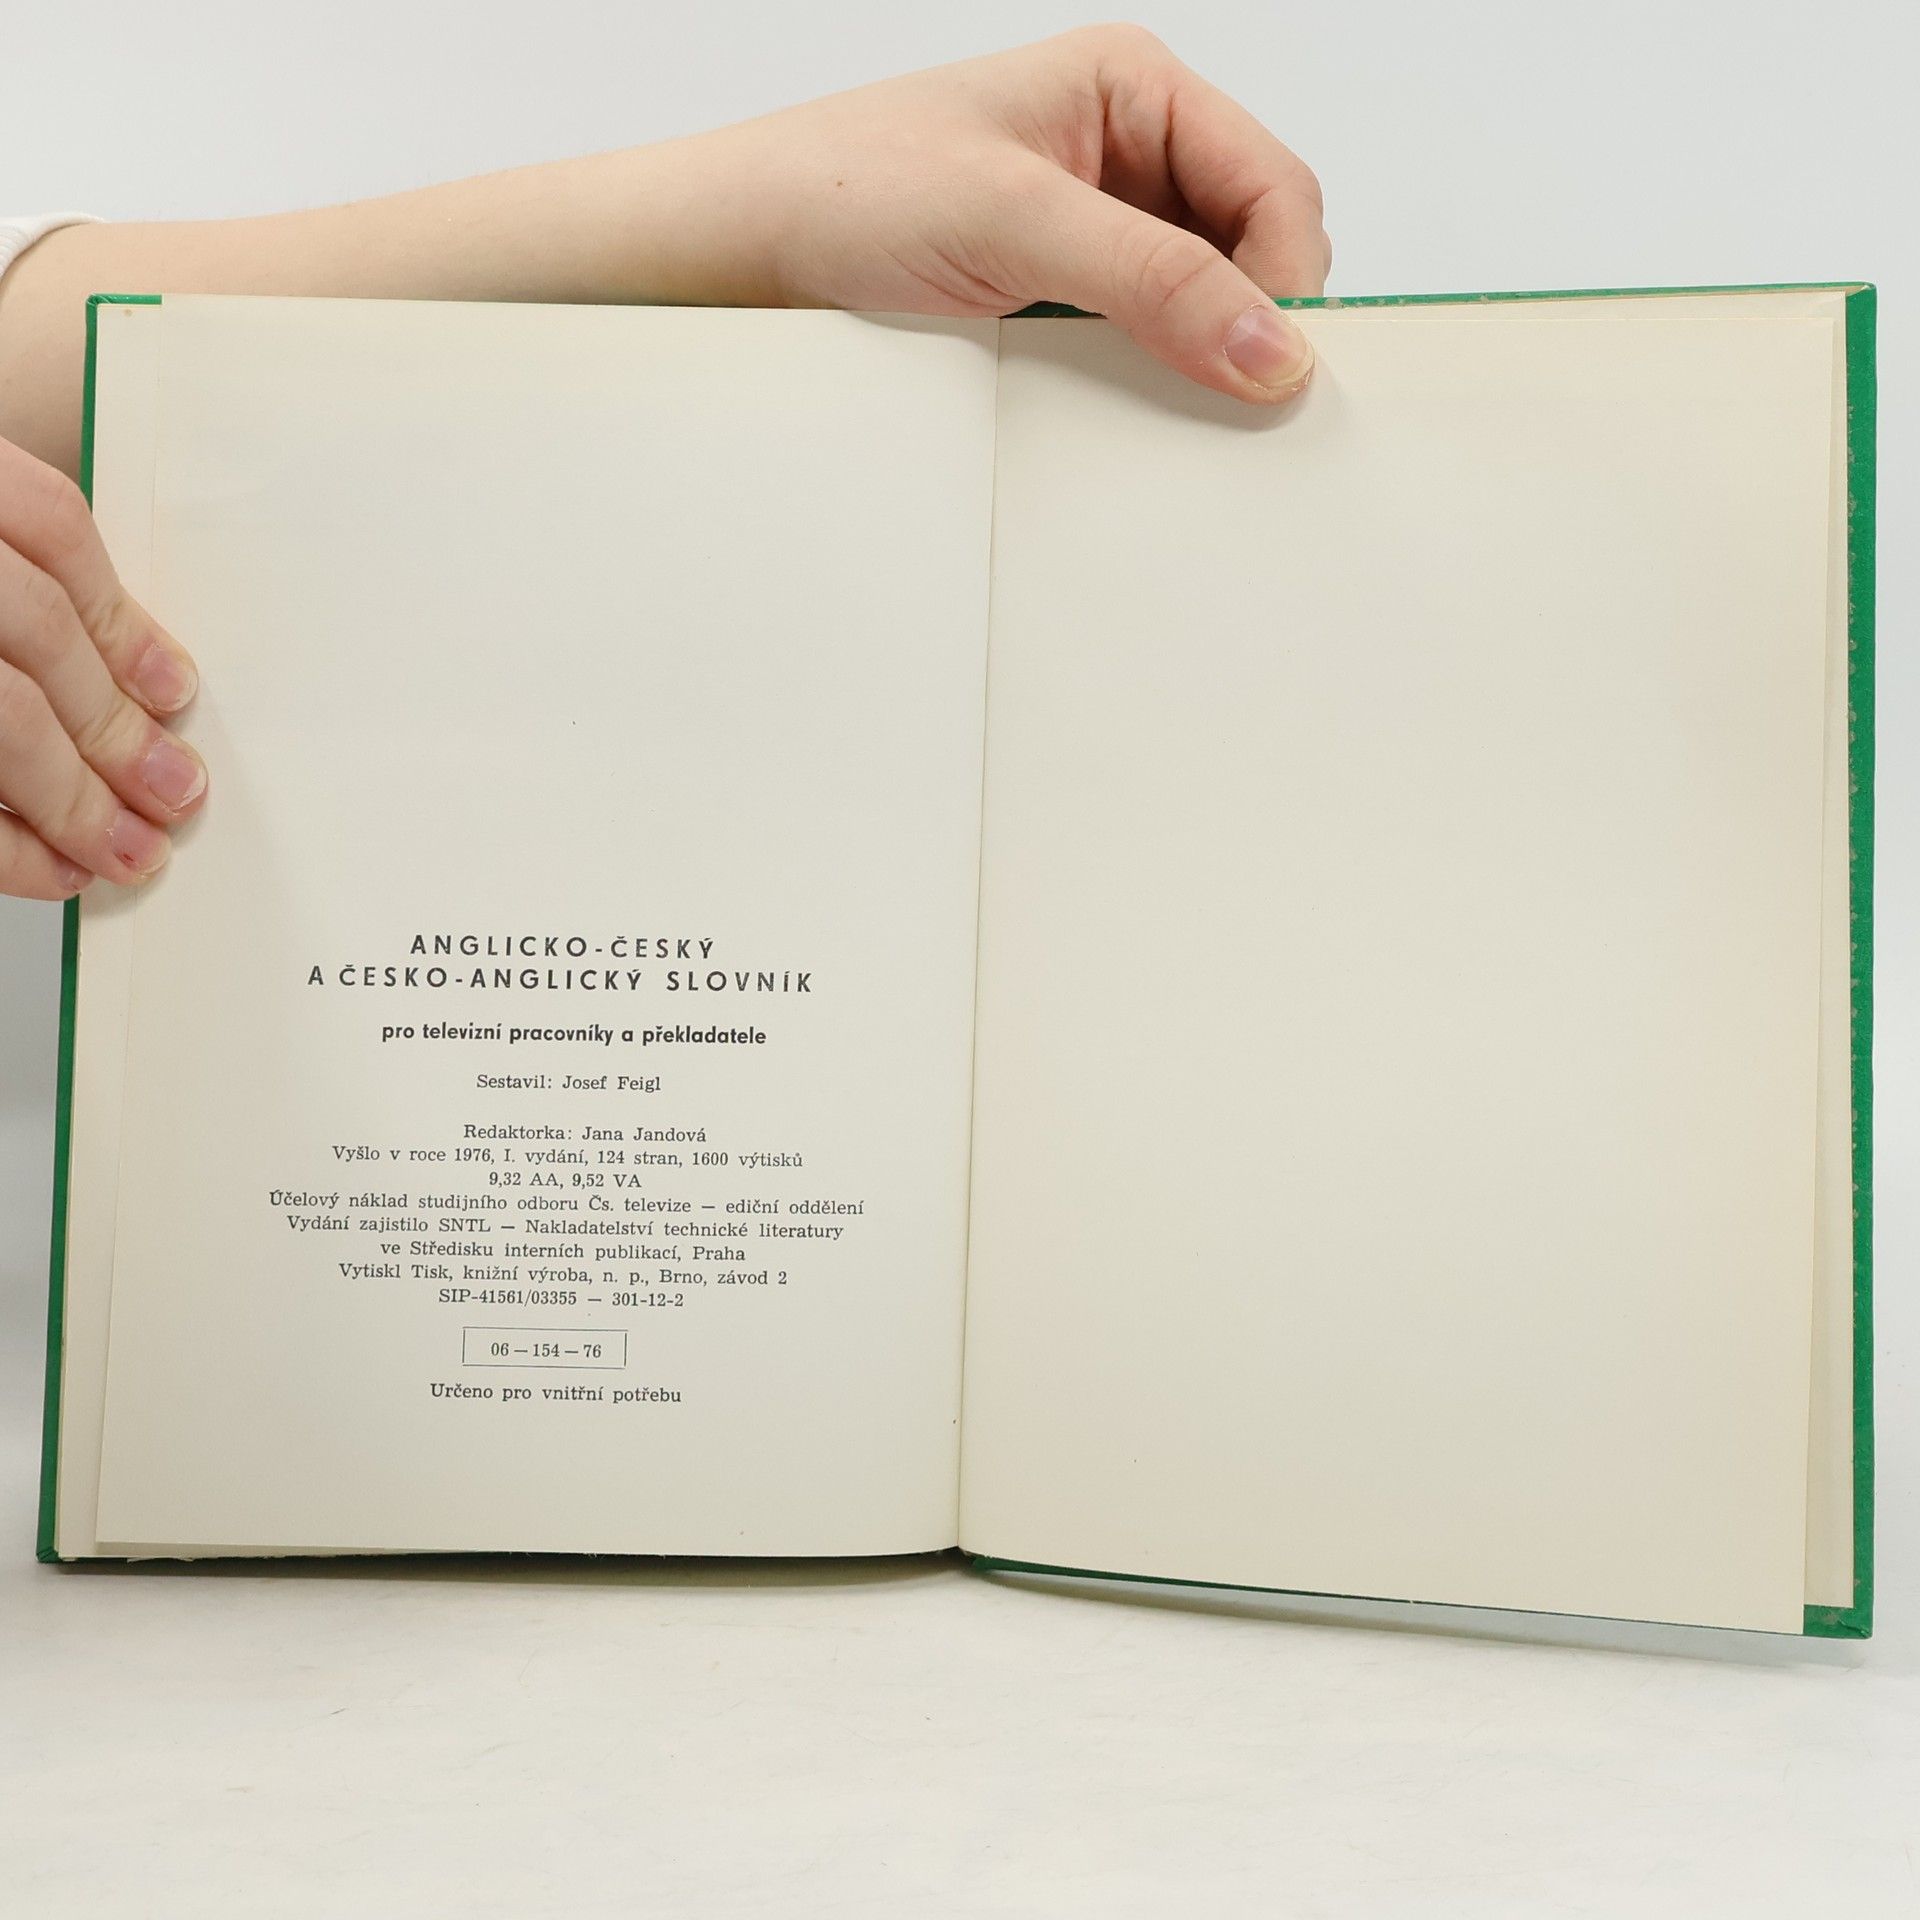 ANGLICKO-ČESKÝ
A ČESKO-ANGLICKÝ SLOVNÍK
pro televizní pracovníky a překladatele
Sestavil: Josef Feigl
Redaktorka: Jana Jandová
Vyšlo v roce 1976, I. vydání, 124 stran, 1600 výtisků
9,32 AA, 9,52 VA
Účelový náklad studijního odboru Čs. televize — ediční oddělení
Vydání zajistilo SNTL — Nakladatelství technické literatury
ve Středisku interních publikací, Praha
Vytiskl Tisk, knižní výroba, n. p., Brno, závod 2
SIP-41561/03355 — 301-12-2
06 — 154 — 76
Určeno pro vnitřní potřebu